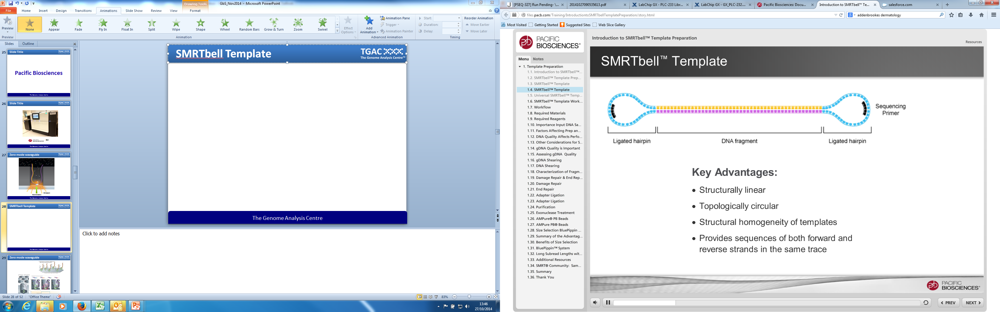 GbS_Nov2014 - Microsoft PowerPoint
Drawing Tools
File Home Insert Design Transitions Animations Slide Show Review View Format
Preview
None Appear Fade Fly In Float In Split Wipe Shape Wheel Random Bars Grow & Turn Zoom Swivel
Effect Options
Add Animation
Animation Pane
Trigger
Animation Painter
Start:
Duration:
Delay:
Reorder Animation
Move Earlier
Move Later
Preview Animation Advanced Animation Timing
Slides Outline
25
Slide Title
TGAC
Pacific Biosciences
The Genome Analysis Centre
26
Slide Title
TGAC
The Genome Analysis Centre
27
Zero mode waveguide
TGAC
Illumination
Emission
The Genome Analysis Centre
28
SMRTbell Template
TGAC
The Genome Analysis Centre
29
Zero mode waveguide
TGAC
SMRTbell Template
TGAC
The Genome Analysis Centre™
The Genome Analysis Centre
Click to add notes
Slide 28 of 52 "Office Theme" 83%
13:46
27/10/2014
[PSEQ-327] Run Pending- \...
20141027090535613.pdf
LabChip GX - PLC-233 Libr...
LabChip GX - GX_PLC-232....
Pacific Biosciences: Docu...
Introduction to SMRTbell™ Te...
salesforce.com
files.pacb.com/Training/IntroductiontoSMRTbellTemplatePreparation/story.html
addenbrookes dermatology
Most Visited Getting Started Suggested Sites Web Slice Gallery
PACIFIC
BIOSCIENCES®
Introduction to SMRTbell™ Template Preparation
Resources
Menu Notes
1. Template Preparation
1.1. Introduction to SMRTbell™...
1.2. SMRTbell™ Template Prep...
1.3. SMRTbell™ Template
1.4. SMRTbell™ Template
1.5. Universal SMRTbell™ Temp...
1.6. SMRTbell™ Template Work...
1.7. Workflow
1.8. Required Materials
1.9. Required Reagents
1.10. Importance Input DNA Sa...
1.11. Factors Affecting Prep an...
1.12. DNA Quality Affects Perfo...
1.13. Other Considerations for S...
1.14. gDNA Quality is Important
1.15. Assessing gDNA Quality
1.16. gDNA Shearing
1.17. DNA Shearing
1.18. Characterization of Fragm...
1.19. Damage Repair & End Rep...
1.20. Damage Repair
1.21. End Repair
1.22. Adapter Ligation
1.23. Adapter Ligation
1.24. Purification
1.25. Exonuclease Treatment
1.26. AMPure® PB Beads
1.27. AMPure PB® Beads
1.28. Size Selection BluePippin ...
1.29. Summary of the Advantag...
1.30. Benefits of Size Selection
1.31. BluePippin™ System
1.32. Long Subread Lengths wit...
1.33. Additional Resources
1.34. SMRT® Community: Sam...
1.35. Summary
1.36. Thank You
SMRTbell™ Template
Sequencing
Primer
Ligated hairpin
DNA fragment
Ligated hairpin
Key Advantages:
• Structurally linear
• Topologically circular
• Structural homogeneity of templates
• Provides sequences of both forward and
reverse strands in the same trace
PACIFIC
BIOSCIENCES®
PREV NEXT